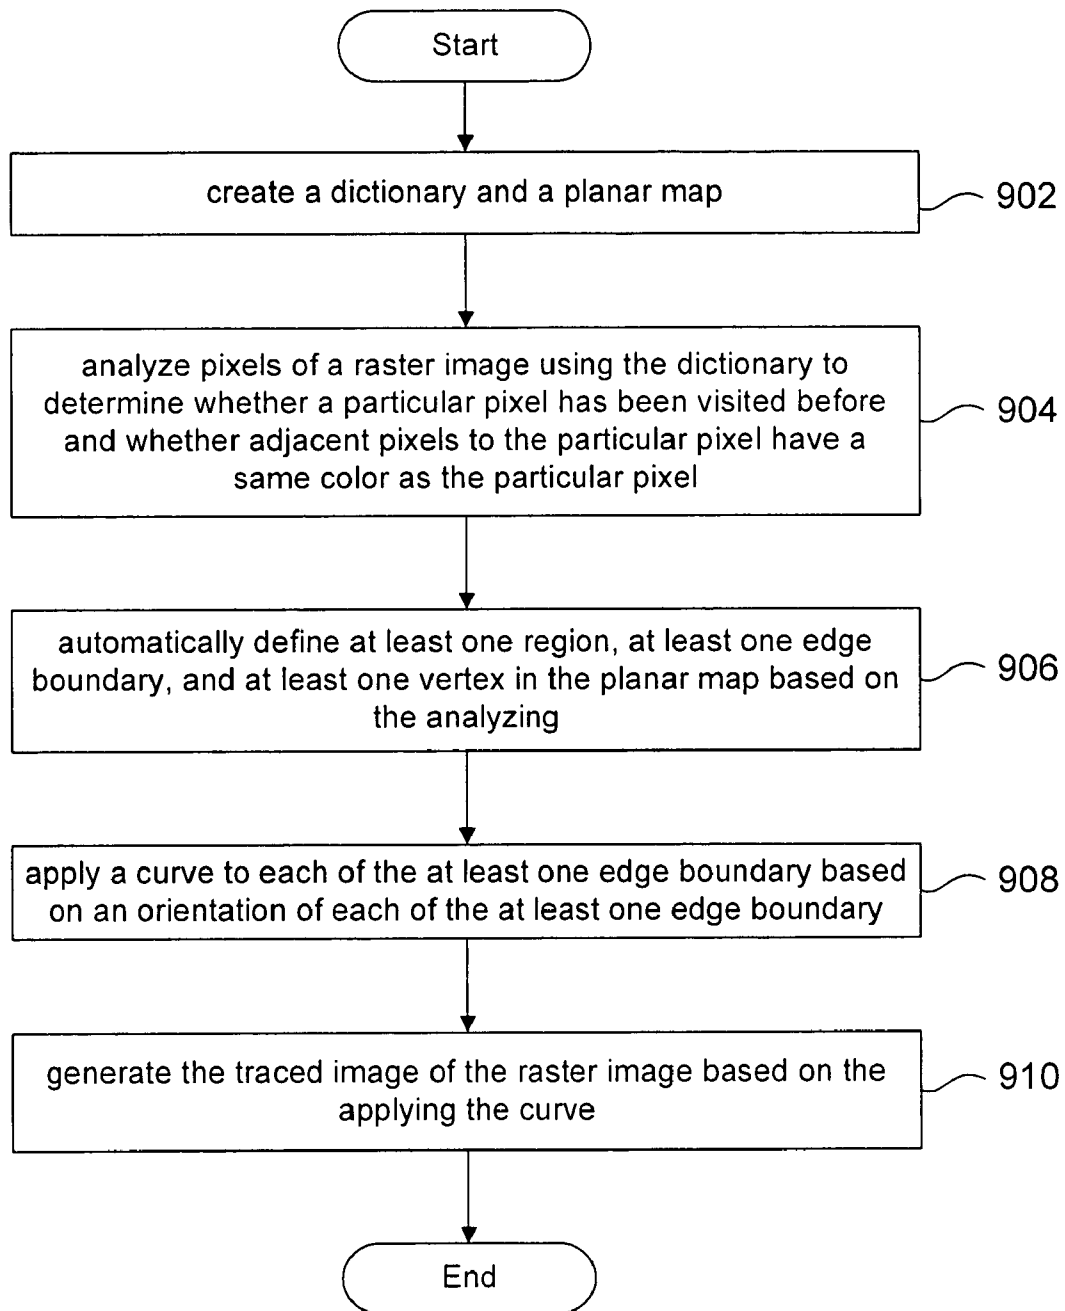 Start
create a dictionary and a planar map
902
analyze pixels of a raster image using the dictionary to
determine whether a particular pixel has been visited before
and whether adjacent pixels to the particular pixel have a
same color as the particular pixel
904
automatically define at least one region, at least one edge
boundary, and at least one vertex in the planar map based on
the analyzing
906
apply a curve to each of the at least one edge boundary based
on an orientation of each of the at least one edge boundary
908
generate the traced image of the raster image based on the
applying the curve
910
End